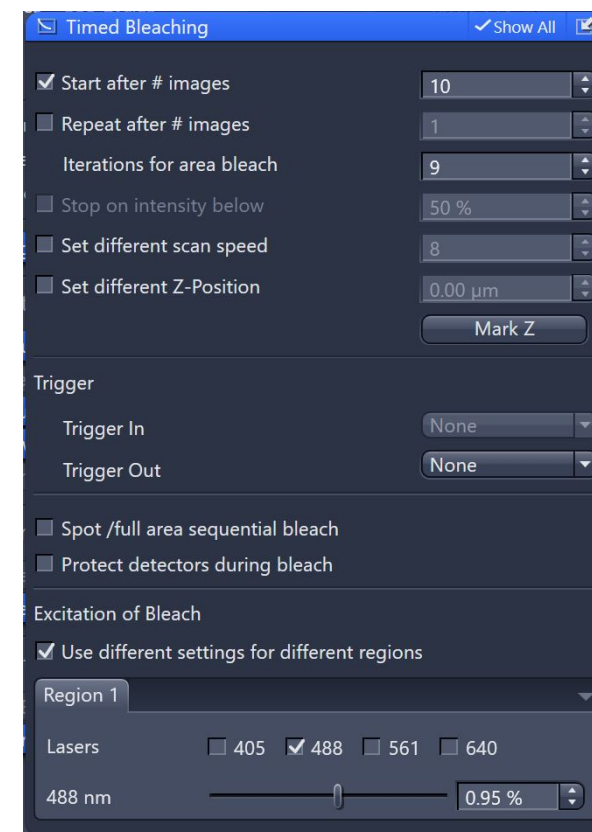 Timed Bleaching Show All
Start after # images 10
Repeat after # images 1
Iterations for area bleach 9
Stop on intensity below 50 %
Set different scan speed 8
Set different Z-Position 0.00 µm
Mark Z
Trigger
Trigger In None
Trigger Out None
Spot /full area sequential bleach
Protect detectors during bleach
Excitation of Bleach
Use different settings for different regions
Region 1
Lasers 405 488 561 640
488 nm 0.95 %